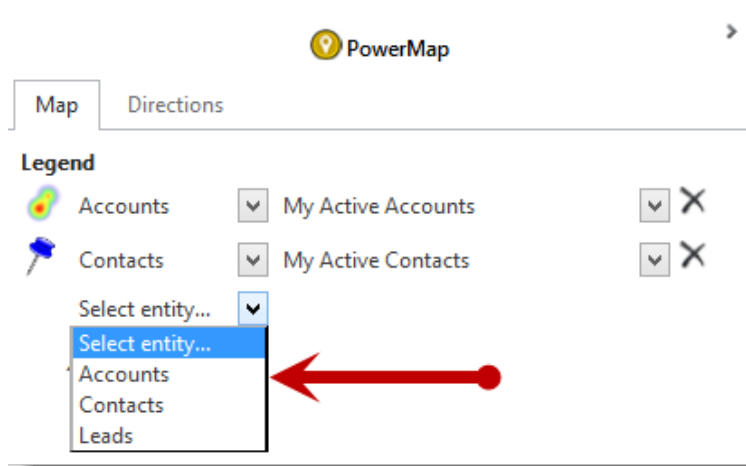 PowerMap
Map Directions
Legend
Accounts My Active Accounts
Contacts My Active Contacts
Select entity...
Select entity...
Accounts
Contacts
Leads